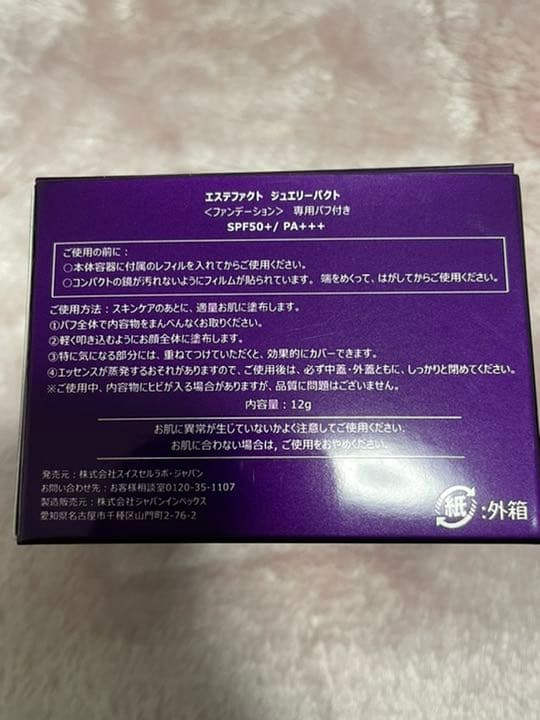 エステファクト ジュエリーパクト
＜ファンデーション＞ 専用パフ付き
SPF50+/ PA+++
ご使用の前に：
○本体容器に付属のレフィルを入れてからご使用ください。
○コンパクトの鏡が汚れないようにフィルムが貼られています。 端をめくって、はがしてからご使用ください。
ご使用方法：スキンケアのあとに、適量お肌に塗布します。
①パフ全体で内容物をまんべんなくお取りください。
②軽く叩き込むようにお顔全体に塗布します。
③特に気になる部分には、重ねてつけていただくと、効果的にカバーできます。
④エッセンスが蒸発するおそれがありますので、ご使用後は、必ず中蓋・外蓋ともに、しっかりと閉めてください。
※ご使用中、内容物にヒビが入る場合がありますが、品質に問題はございません。
内容量：12g
お肌に異常が生じていないかよく注意してご使用ください。
お肌に合わない場合は, ご使用をおやめください。
発売元：株式会社スイスセルラボ・ジャパン
お問い合わせ先：お客様相談室0120-35-1107
製造販売元：株式会社ジャパンインペックス
愛知県名古屋市千種区山門町2-76-2
紙:外箱